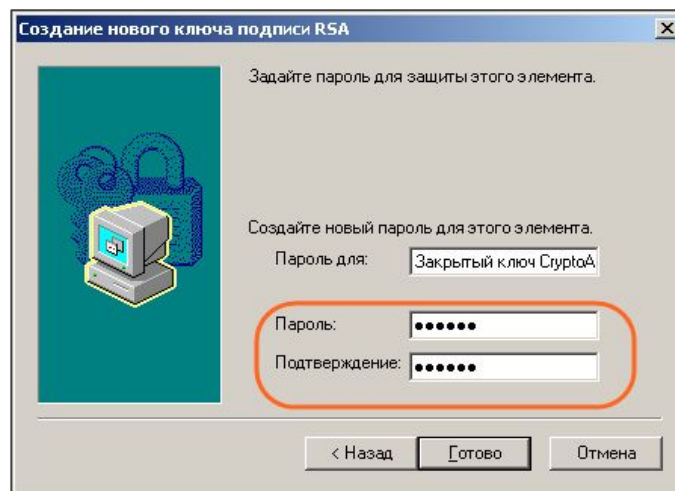 Создание нового ключа подписи RSA
Задайте пароль для защиты этого элемента.
Создайте новый пароль для этого элемента.
Пароль для: Закрытый ключ CryptoA
Пароль: ●●●●●●
Подтверждение: ●●●●●●
< Назад Готово Отмена